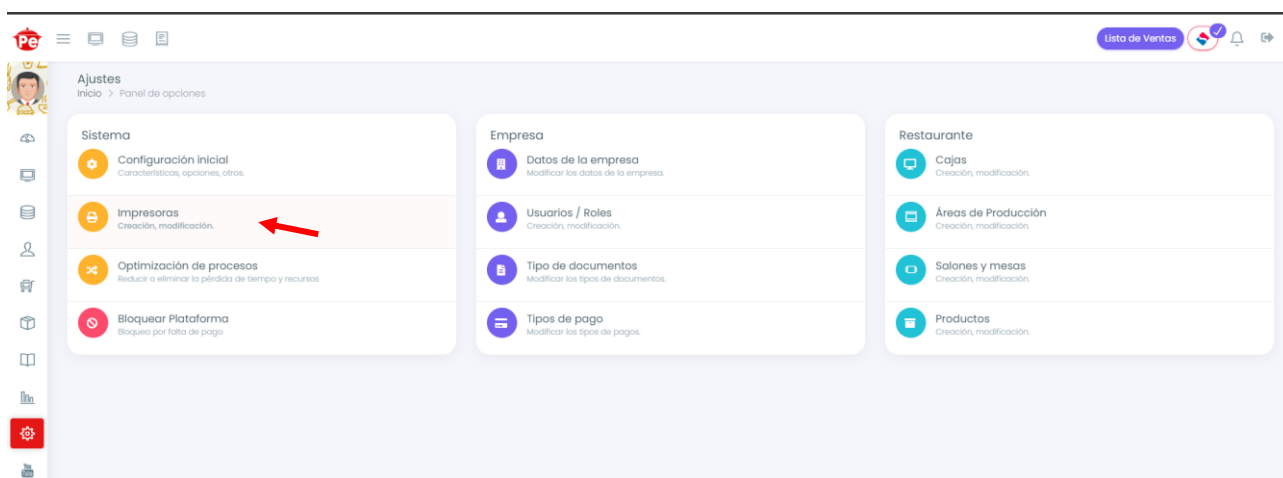 Pe
Lista de Ventas
Ajustes
Inicio > Panel de opciones
Sistema
Configuración inicial
Características, opciones, otros.
Impresoras
Creación, modificación.
Optimización de procesos
Reducir o eliminar la pérdida de tiempo y recursos
Bloquear Plataforma
Bloqueo por falta de pago
Empresa
Datos de la empresa
Modificar los datos de la empresa.
Usuarios / Roles
Creación, modificación.
Tipo de documentos
Modificar los tipos de documentos.
Tipos de pago
Modificar los tipos de pagos.
Restaurante
Cajas
Creación, modificación.
Áreas de Producción
Creación, modificación.
Salones y mesas
Creación, modificación.
Productos
Creación, modificación.